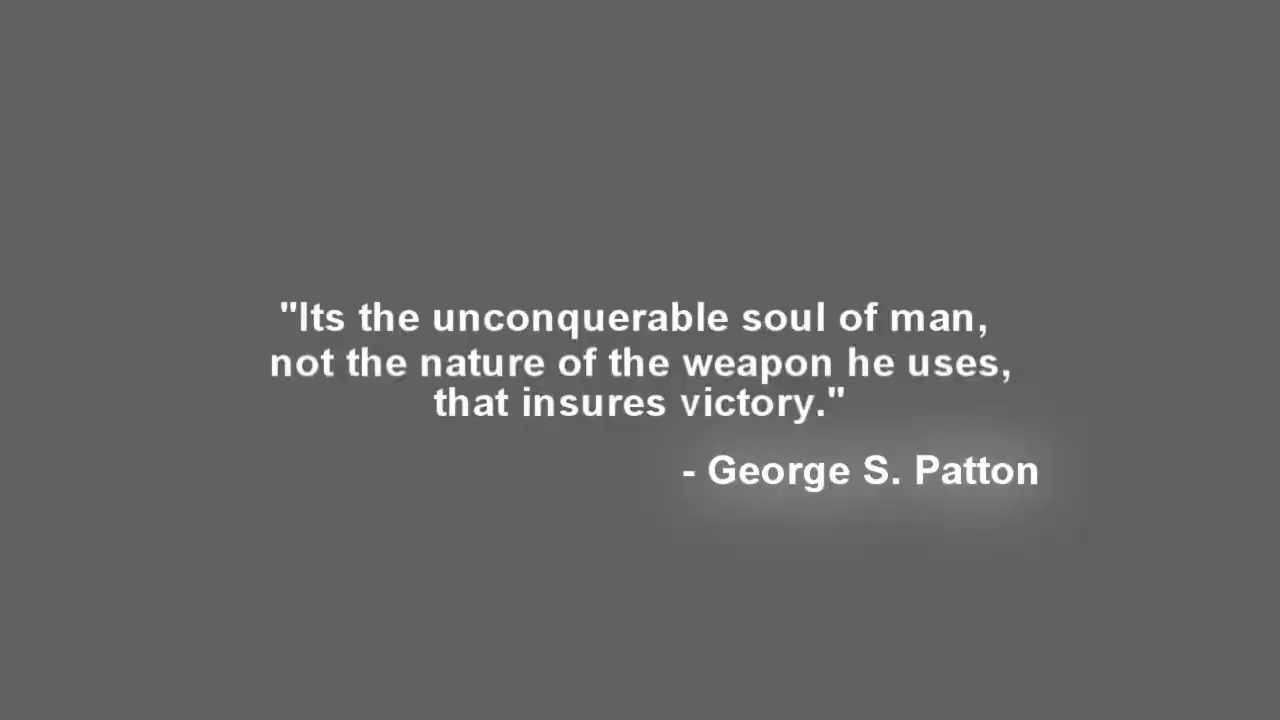 "Its the unconquerable soul of man,
not the nature of the weapon he uses,
that insures victory."
- George S. Patton